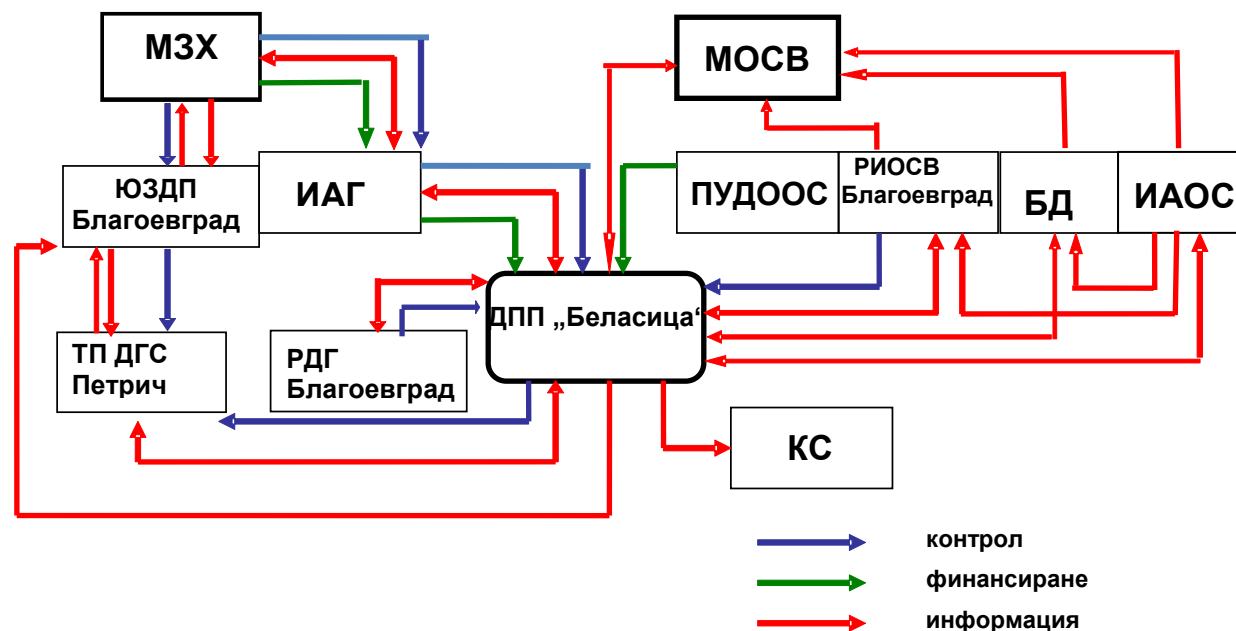 МЗХ
МОСВ
ЮЗДП
Благоевград
ИАГ
ПУДООС
РИОСВ
Благоевград
БД
ИАОС
ДПП „Беласица“
ТП ДГС
Петрич
РДГ
Благоевград
КС
контрол
финансиране
информация